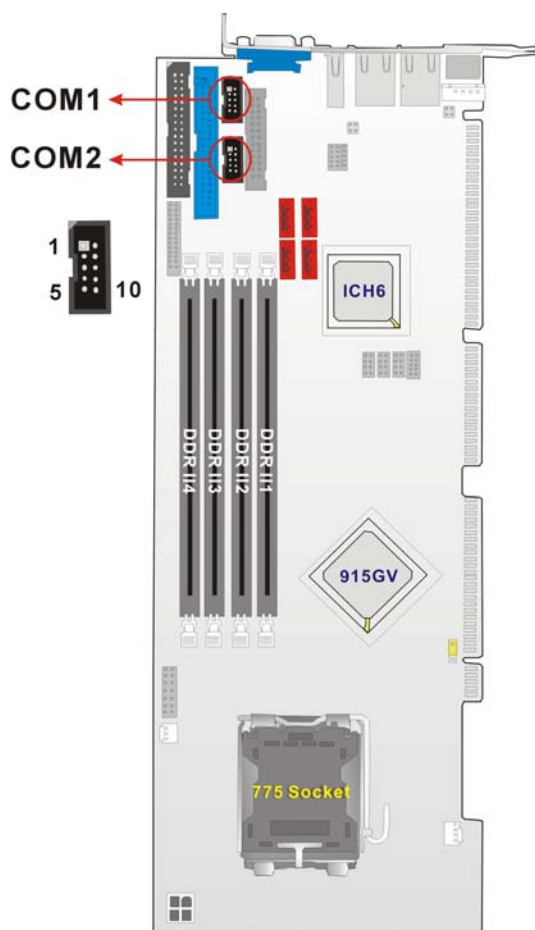 COM1
COM2
1
5 10
ICH6
DDR II4
DDR II3
DDR II2
DDR II1
915GV
775 Socket